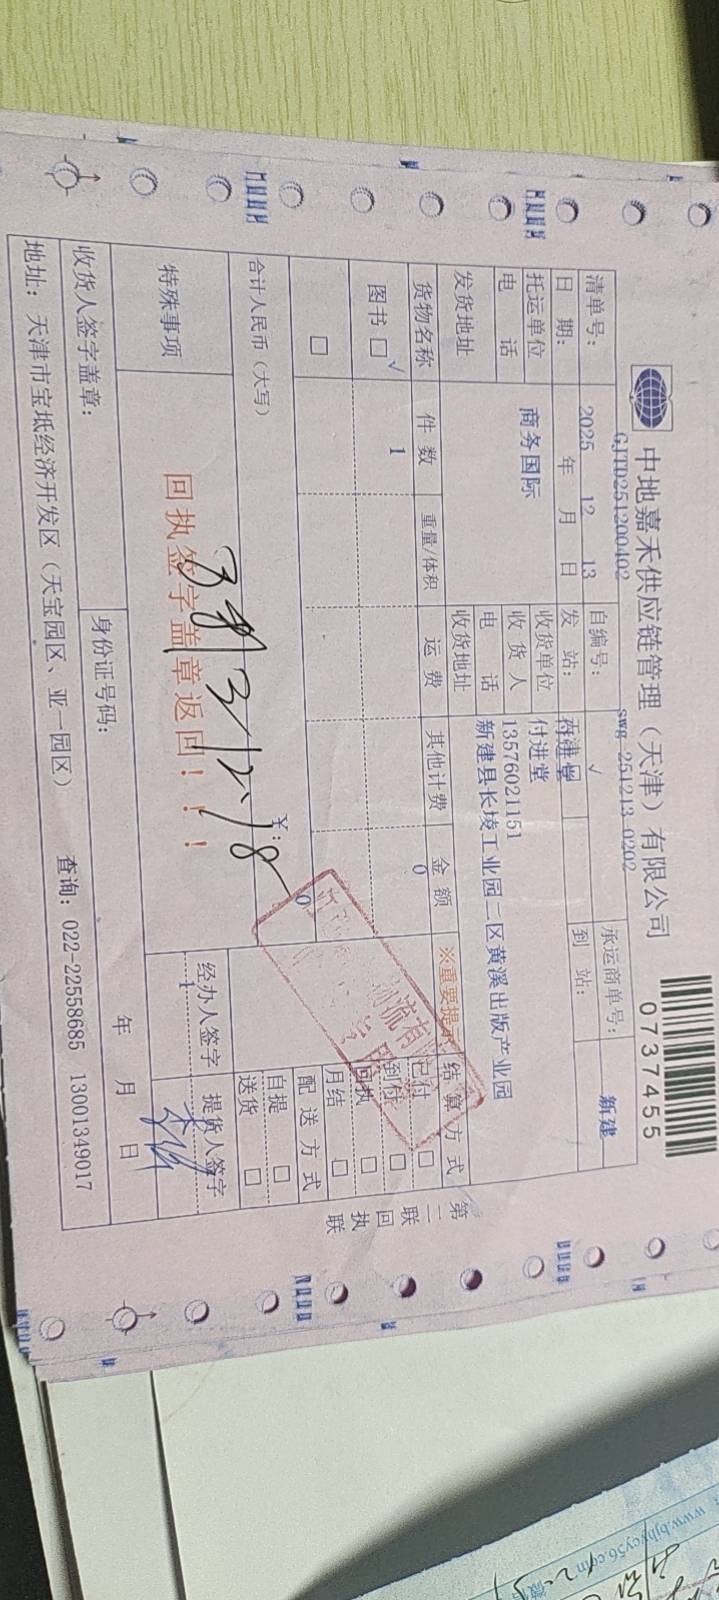 中地嘉禾供应链管理（天津）有限公司
0737455
清单号： GJTD251200402 自编号： swg-251213-0202 承运商单号：
日 期： 2025 年 12 月 13 日 发 站： √ 到 站： 新建
托运单位 商务国际 收货单位
电 话 收 货 人 付进堂
电 话 13576021151
发货地址 收货地址 新建县长堎工业园二区黄溪出版产业园
货物名称 件 数 重量/体积 运 费 其他计费 金 额 ※重要提示 结 算 方 式
图书 □ √ 1 0 已付 □
到付 □
□ 回执 □
月结 □
合计人民币（大写） ￥: 0 配 送 方 式
自提 □
送货 □
特殊事项 回执签字盖章返回！！！ 经办人签字 提货人签字
1
收货人签字盖章： 身份证号码： 年 月 日
地址：天津市宝坻经济开发区（天宝园区、亚一园区） 查询：022-22558685 13001349017
第二联 回执联
www.bjbycy56.com